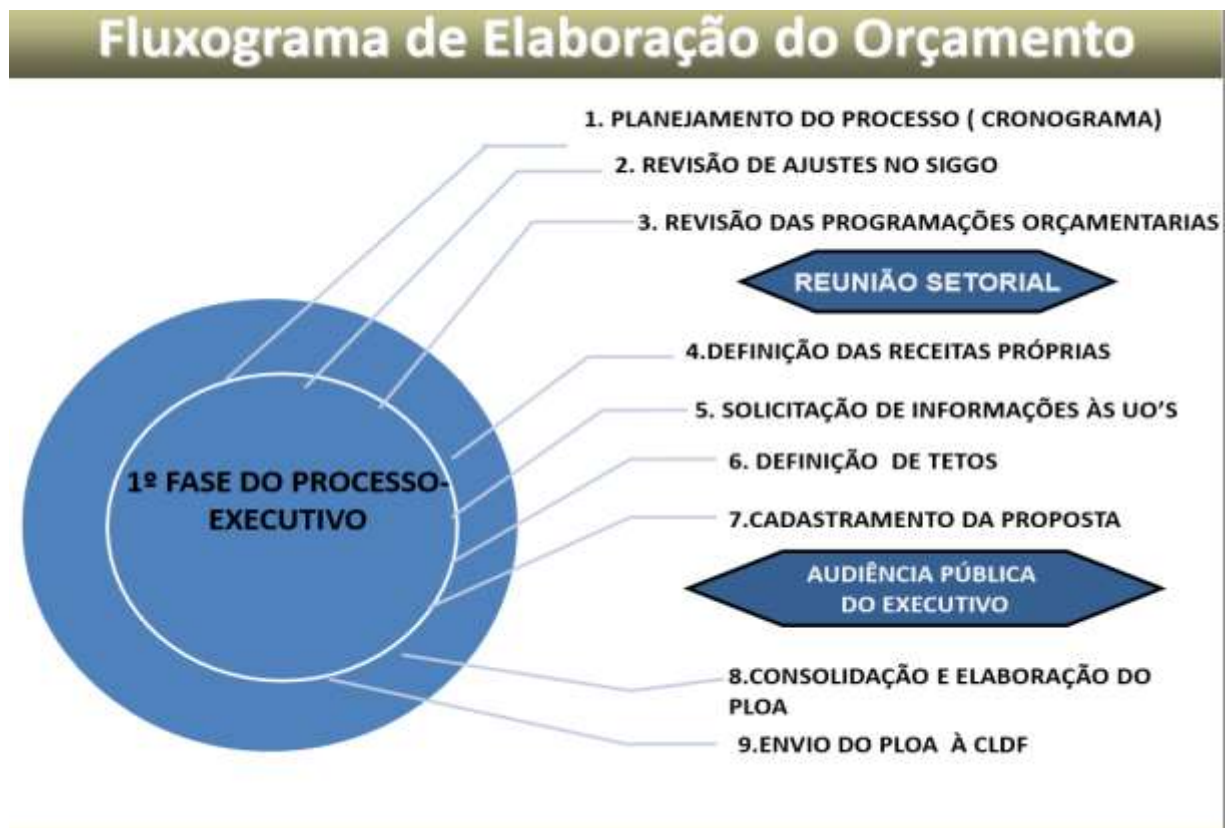 Fluxograma de Elaboração do Orçamento
1. PLANEJAMENTO DO PROCESSO ( CRONOGRAMA)
2. REVISÃO DE AJUSTES NO SIGGO
3. REVISÃO DAS PROGRAMAÇÕES ORÇAMENTARIAS
REUNIÃO SETORIAL
4.DEFINIÇÃO DAS RECEITAS PRÓPRIAS
5. SOLICITAÇÃO DE INFORMAÇÕES ÀS UO'S
6. DEFINIÇÃO DE TETOS
7.CADASTRAMENTO DA PROPOSTA
AUDIÊNCIA PÚBLICA
DO EXECUTIVO
8.CONSOLIDAÇÃO E ELABORAÇÃO DO
PLOA
9.ENVIO DO PLOA À CLDF
1º FASE DO PROCESSO-
EXECUTIVO